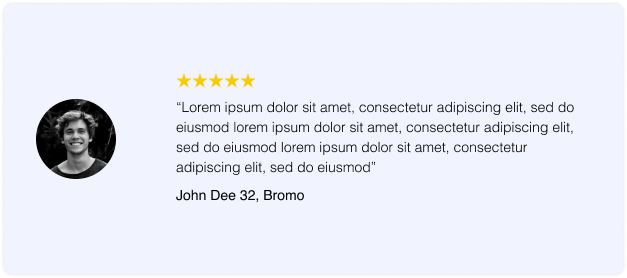 “Lorem ipsum dolor sit amet, consectetur adipiscing elit, sed do
eiusmod lorem ipsum dolor sit amet, consectetur adipiscing elit,
sed do eiusmod lorem ipsum dolor sit amet, consectetur
adipiscing elit, sed do eiusmod”
John Dee 32, Bromo